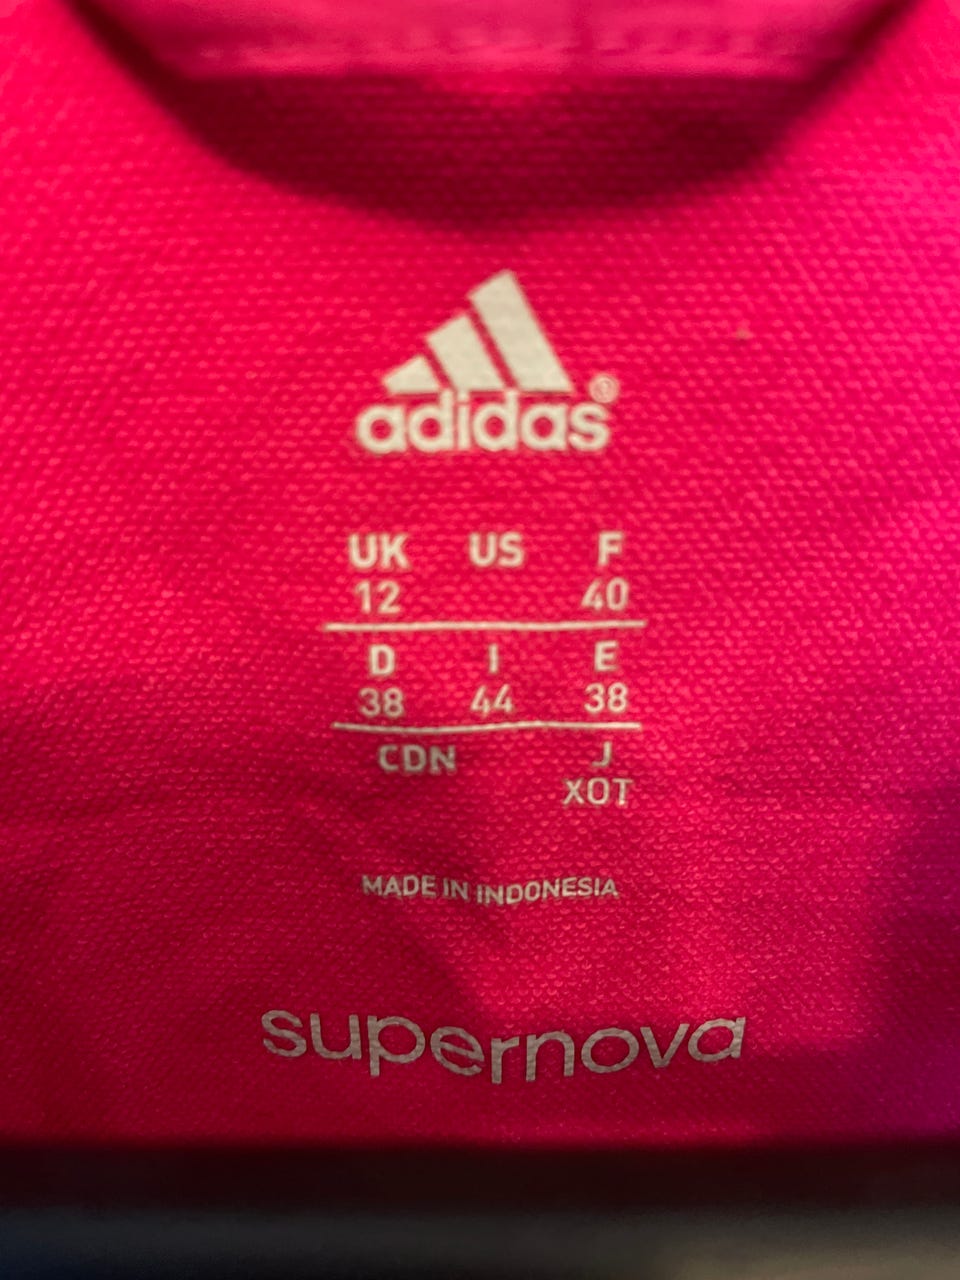 adidas®
UK US F
12 40
D I E
38 44 38
CDN J
XOT
MADE IN INDONESIA
supernova